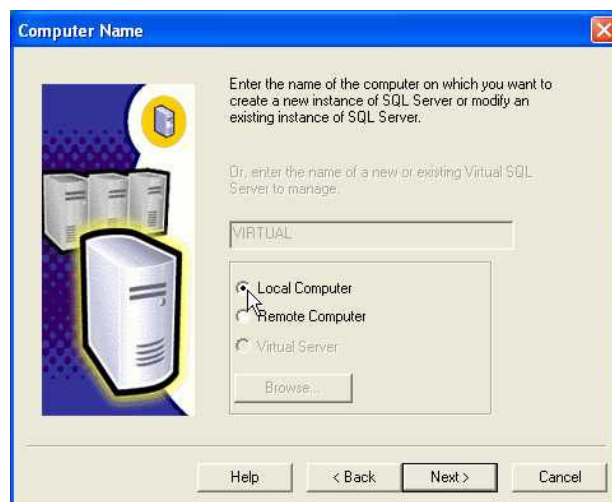 Computer Name
Enter the name of the computer on which you want to
create a new instance of SQL Server or modify an
existing instance of SQL Server.
Or, enter the name of a new or existing Virtual SQL
Server to manage.
VIRTUAL
Local Computer
Remote Computer
Virtual Server
Browse...
Help
< Back
Next >
Cancel